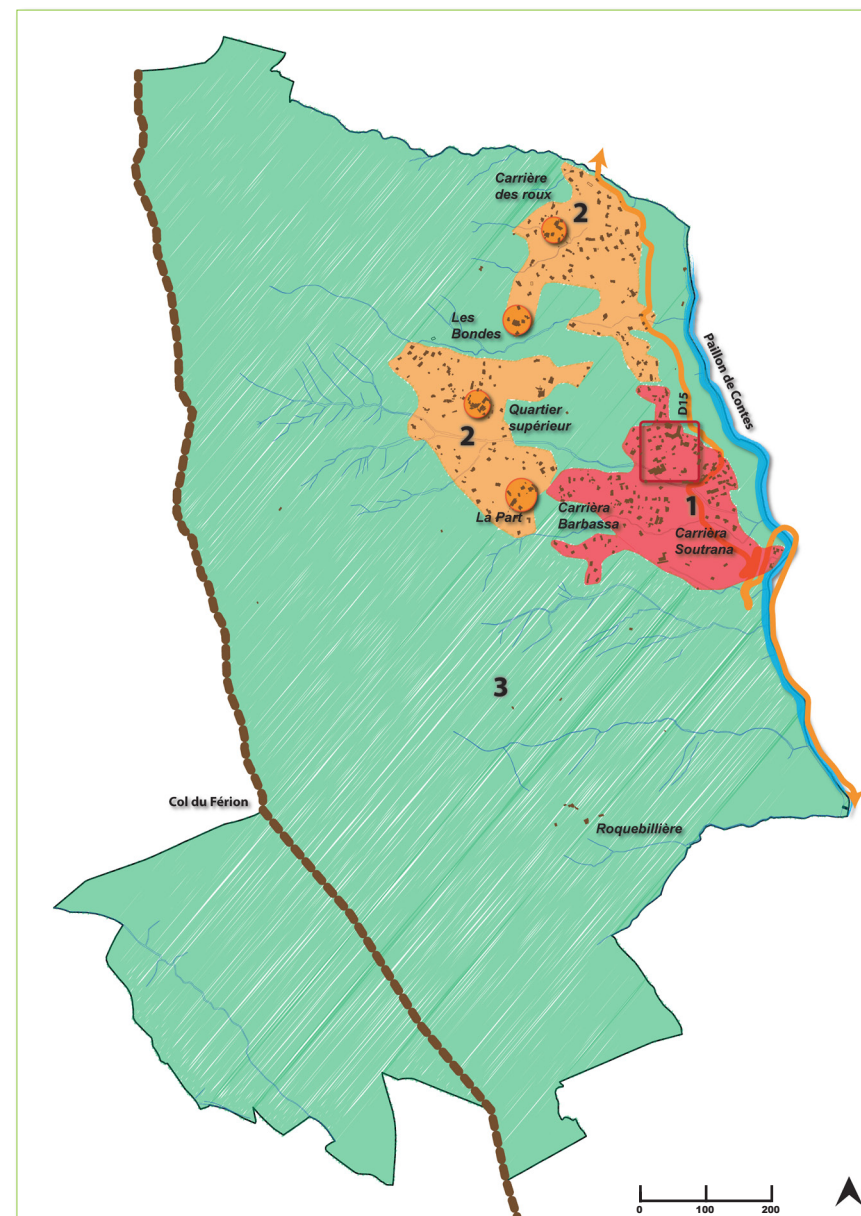 Carrière
des roux
2
Les
Bondes
Paillon de Contes
D15
Quartier
supérieur
2
La Part
Carrièra
Barbassa
1
Carrièra
Soutrana
3
Col du Férion
Roquebillière
0 100 200